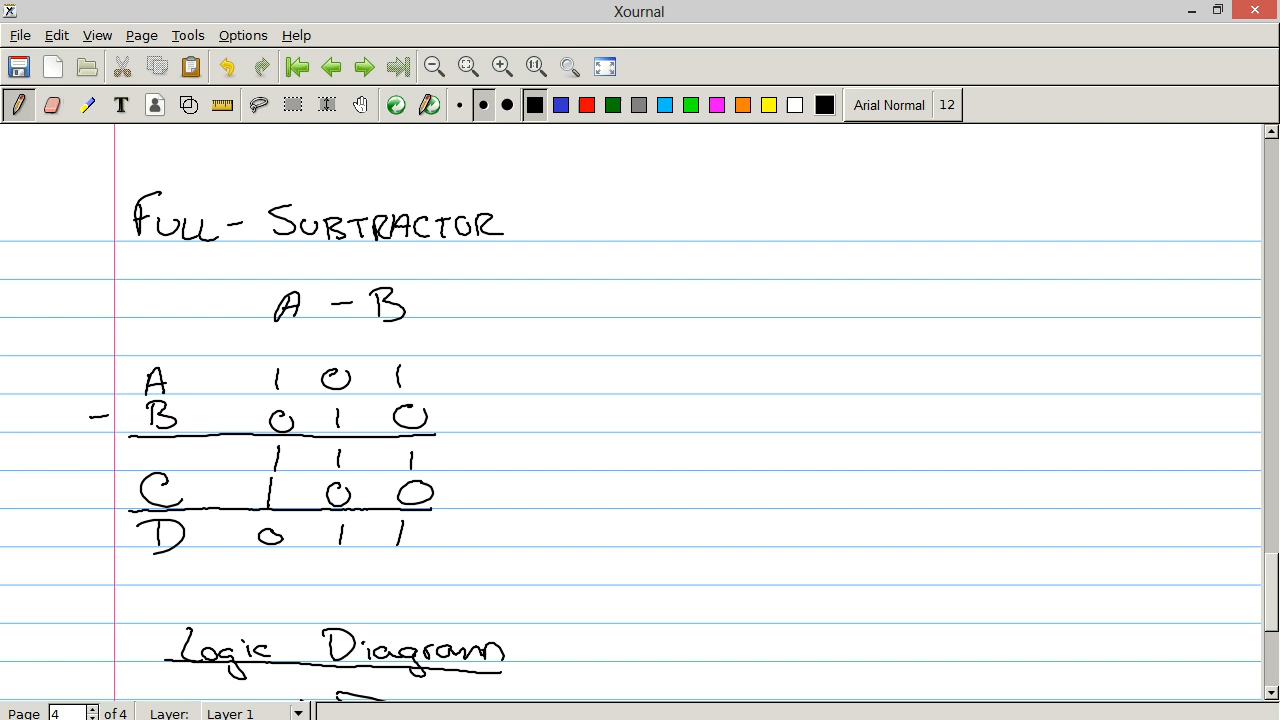 Xournal
File Edit View Page Tools Options Help
T Arial Normal 12
FULL - SUBTRACTOR
A - B
A 1 0 1
- B 0 1 0
1 1 1
C 1 0 0
D 0 1 1
Logic Diagram
Page 4 of 4 Layer: Layer 1